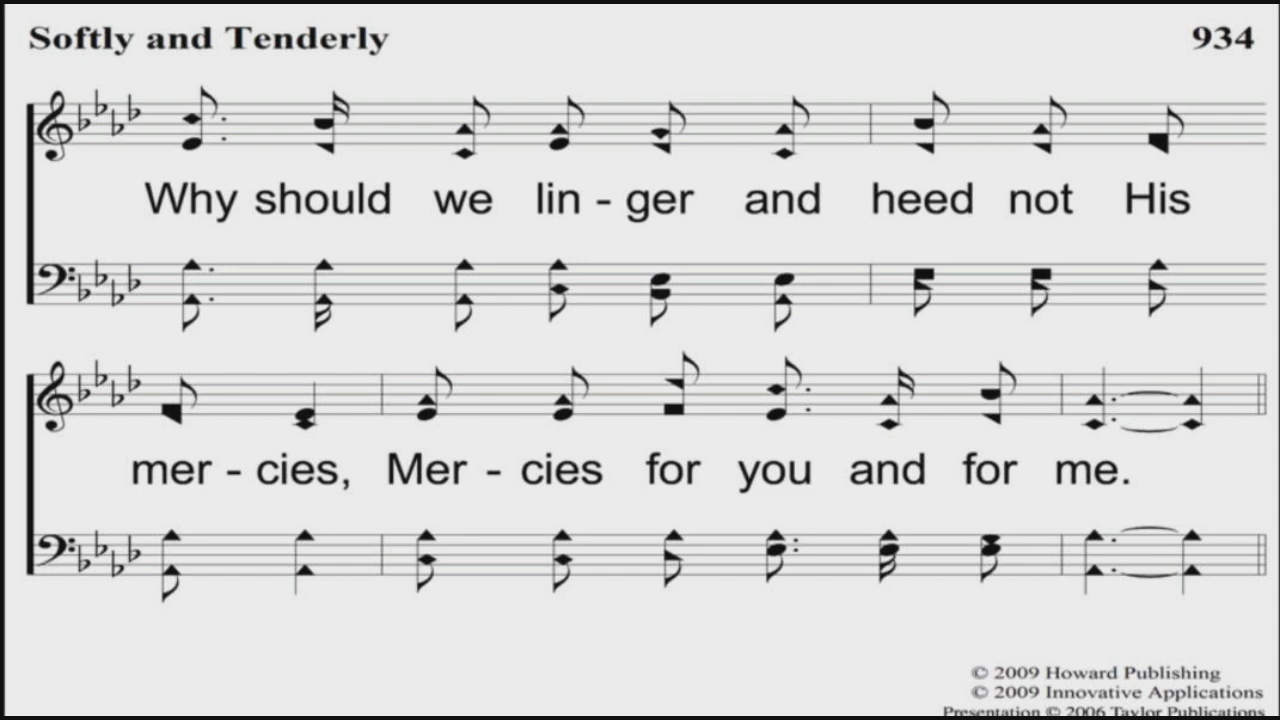 Softly and Tenderly 934
Why should we lin - ger and heed not His
mer - cies, Mer - cies for you and for me.
© 2009 Howard Publishing
© 2009 Innovative Applications
Presentation © 2006 Taylor Publications